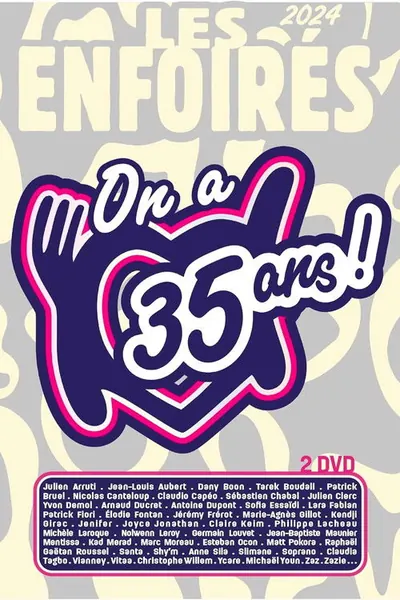 2024
LES
ENFOIRÉS
On a
35 ans!
2 DVD
Julien Arruti . Jean-Louis Aubert . Dany Boon . Tarek Boudali . Patrick
Bruel . Nicolas Canteloup . Claudio Capéo . Sébastien Chabal . Julien Clerc
Yvan Demol . Arnaud Ducret . Antoine Dupont . Sofia Essaïdi . Lara Fabian
Patrick Fiori . Élodie Fontan . Jérémy Frérot . Marie-Agnès Gillot . Kendji
Girac . Jenifer . Joyce Jonathan . Claire Keim . Philippe Lacheau
Michèle Laroque . Nolwenn Leroy . Germain Louvet . Jean-Baptiste Maunier
Mentissa . Kad Merad . Marc Moreau . Esteban Ocon . Matt Pokora . Raphaël
Gaëtan Roussel . Santa . Shy'm . Anne Sila . Slimane . Soprano . Claudia
Tagbo . Vianney . Vitaa . Christophe Willem . Ycare . Michaël Youn . Zaz . Zazie...